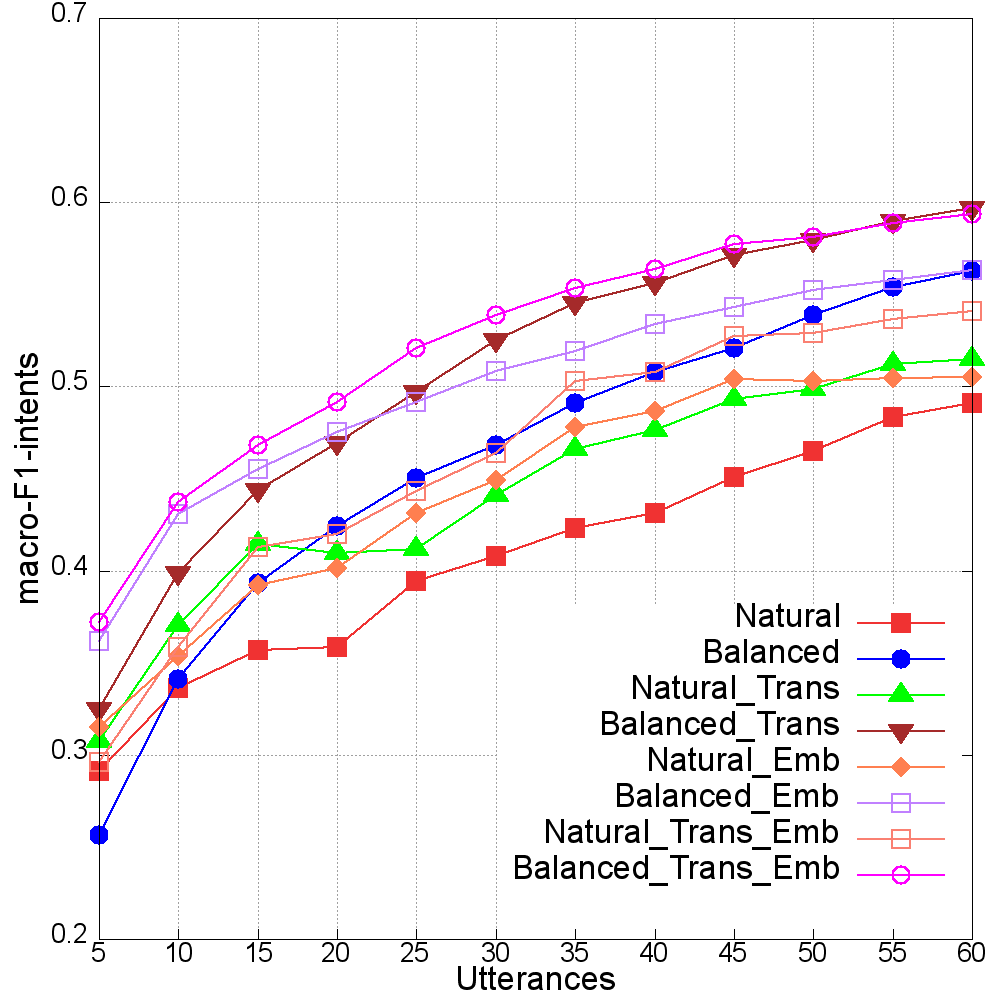 macro-F1-intents
0.7
0.6
0.5
0.4
0.3
0.2
Natural
Balanced
Natural_Trans
Balanced_Trans
Natural_Emb
Balanced_Emb
Natural_Trans_Emb
Balanced_Trans_Emb
5 10 15 20 25 30 35 40 45 50 55 60
Utterances